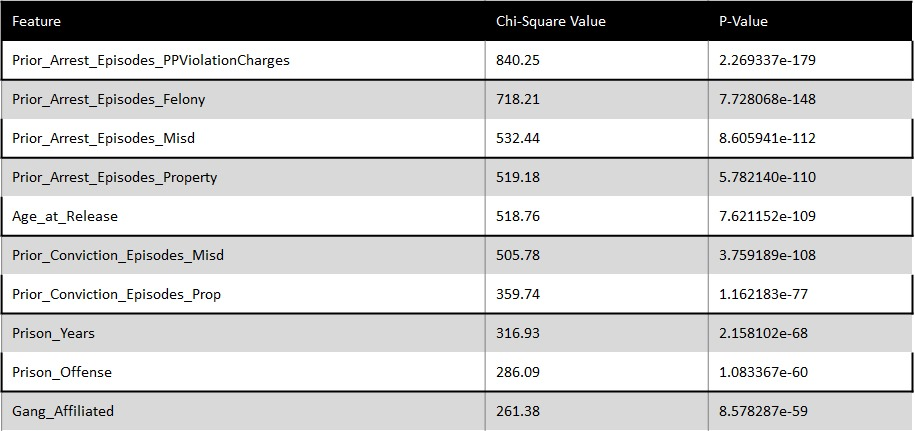 Feature Chi-Square Value P-Value
Prior_Arrest_Episodes_PPViolationCharges 840.25 2.269337e-179
Prior_Arrest_Episodes_Felony 718.21 7.728068e-148
Prior_Arrest_Episodes_Misd 532.44 8.605941e-112
Prior_Arrest_Episodes_Property 519.18 5.782140e-110
Age_at_Release 518.76 7.621152e-109
Prior_Conviction_Episodes_Misd 505.78 3.759189e-108
Prior_Conviction_Episodes_Prop 359.74 1.162183e-77
Prison_Years 316.93 2.158102e-68
Prison_Offense 286.09 1.083367e-60
Gang_Affiliated 261.38 8.578287e-59